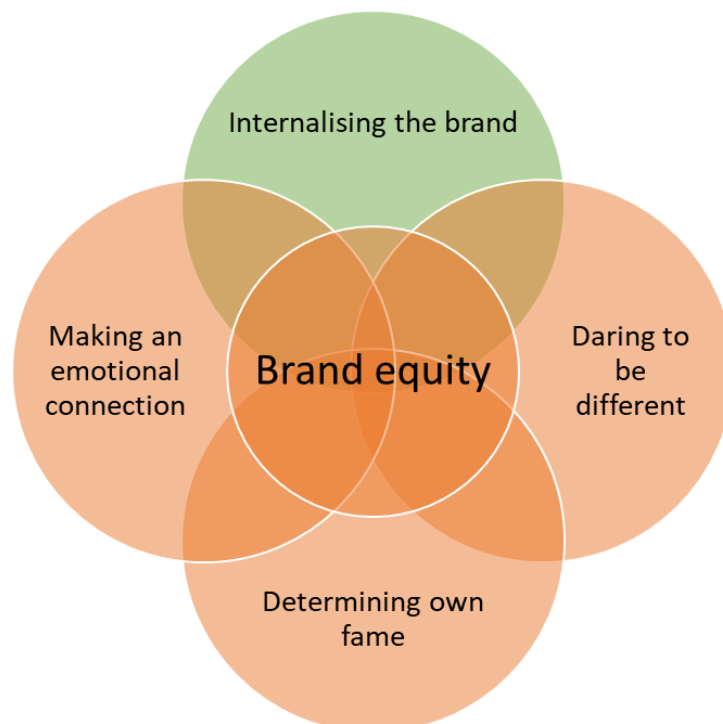 Internalising the brand
Making an
emotional
connection
Brand equity
Daring to
be
different
Determining own
fame